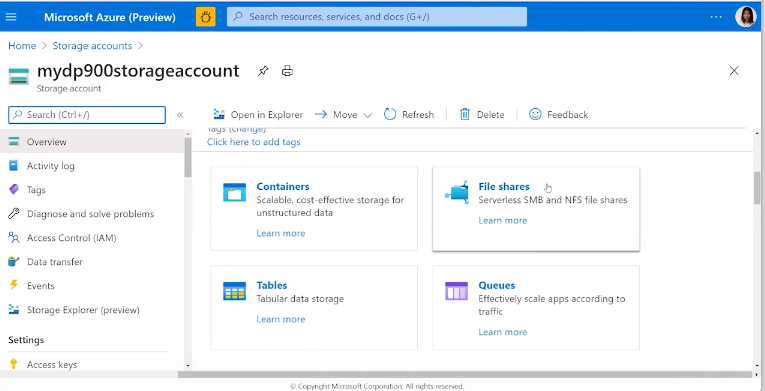 Microsoft Azure (Preview)
Search resources, services, and docs (G+/)
Home > Storage accounts >
mydp900storageaccount
Storage account
Search (Ctrl+/)
Open in Explorer
Move
Refresh
Delete
Feedback
Overview
Activity log
Tags
Diagnose and solve problems
Access Control (IAM)
Data transfer
Events
Storage Explorer (preview)
Settings
Access keys
Tags (change)
Click here to add tags
Containers
Scalable, cost-effective storage for
unstructured data
Learn more
File shares
Serverless SMB and NFS file shares
Learn more
Tables
Tabular data storage
Learn more
Queues
Effectively scale apps according to
traffic
Learn more
© Copyright Microsoft Corporation. All rights reserved.